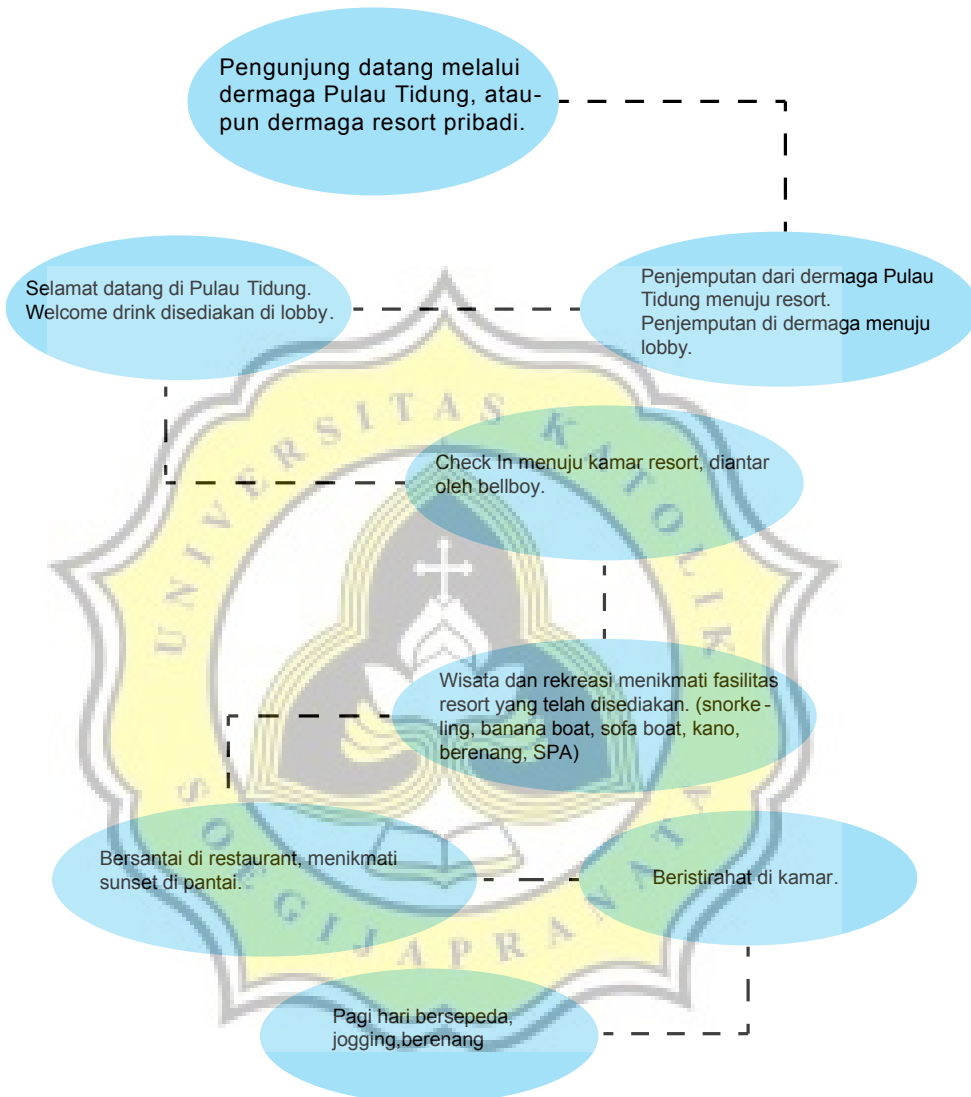 Pengunjung datang melalui
dermaga Pulau Tidung, atau-
pun dermaga resort pribadi.
Selamat datang di Pulau Tidung.
Welcome drink disediakan di lobby.
Penjemputan dari dermaga Pulau
Tidung menuju resort.
Penjemputan di dermaga menuju
lobby.
Check In menuju kamar resort, diantar
oleh bellboy.
Wisata dan rekreasi menikmati fasilitas
resort yang telah disediakan. (snorke-
ling, banana boat, sofa boat, kano,
berenang, SPA)
Bersantai di restaurant, menikmati
sunset di pantai.
Beristirahat di kamar.
Pagi hari bersepeda,
jogging,berenang
UNIVERSITAS KATOLIK
SOEGIJAPRANATA